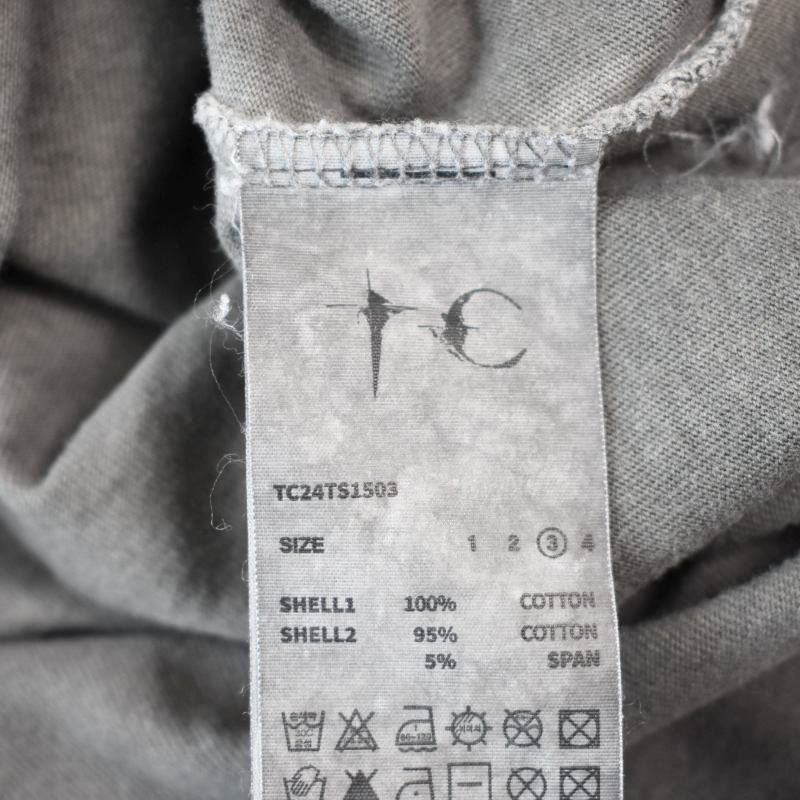 TC
TC24TS1503
SIZE 1 2 3 4
SHELL1 100% COTTON
SHELL2 95% COTTON
5% SPAN